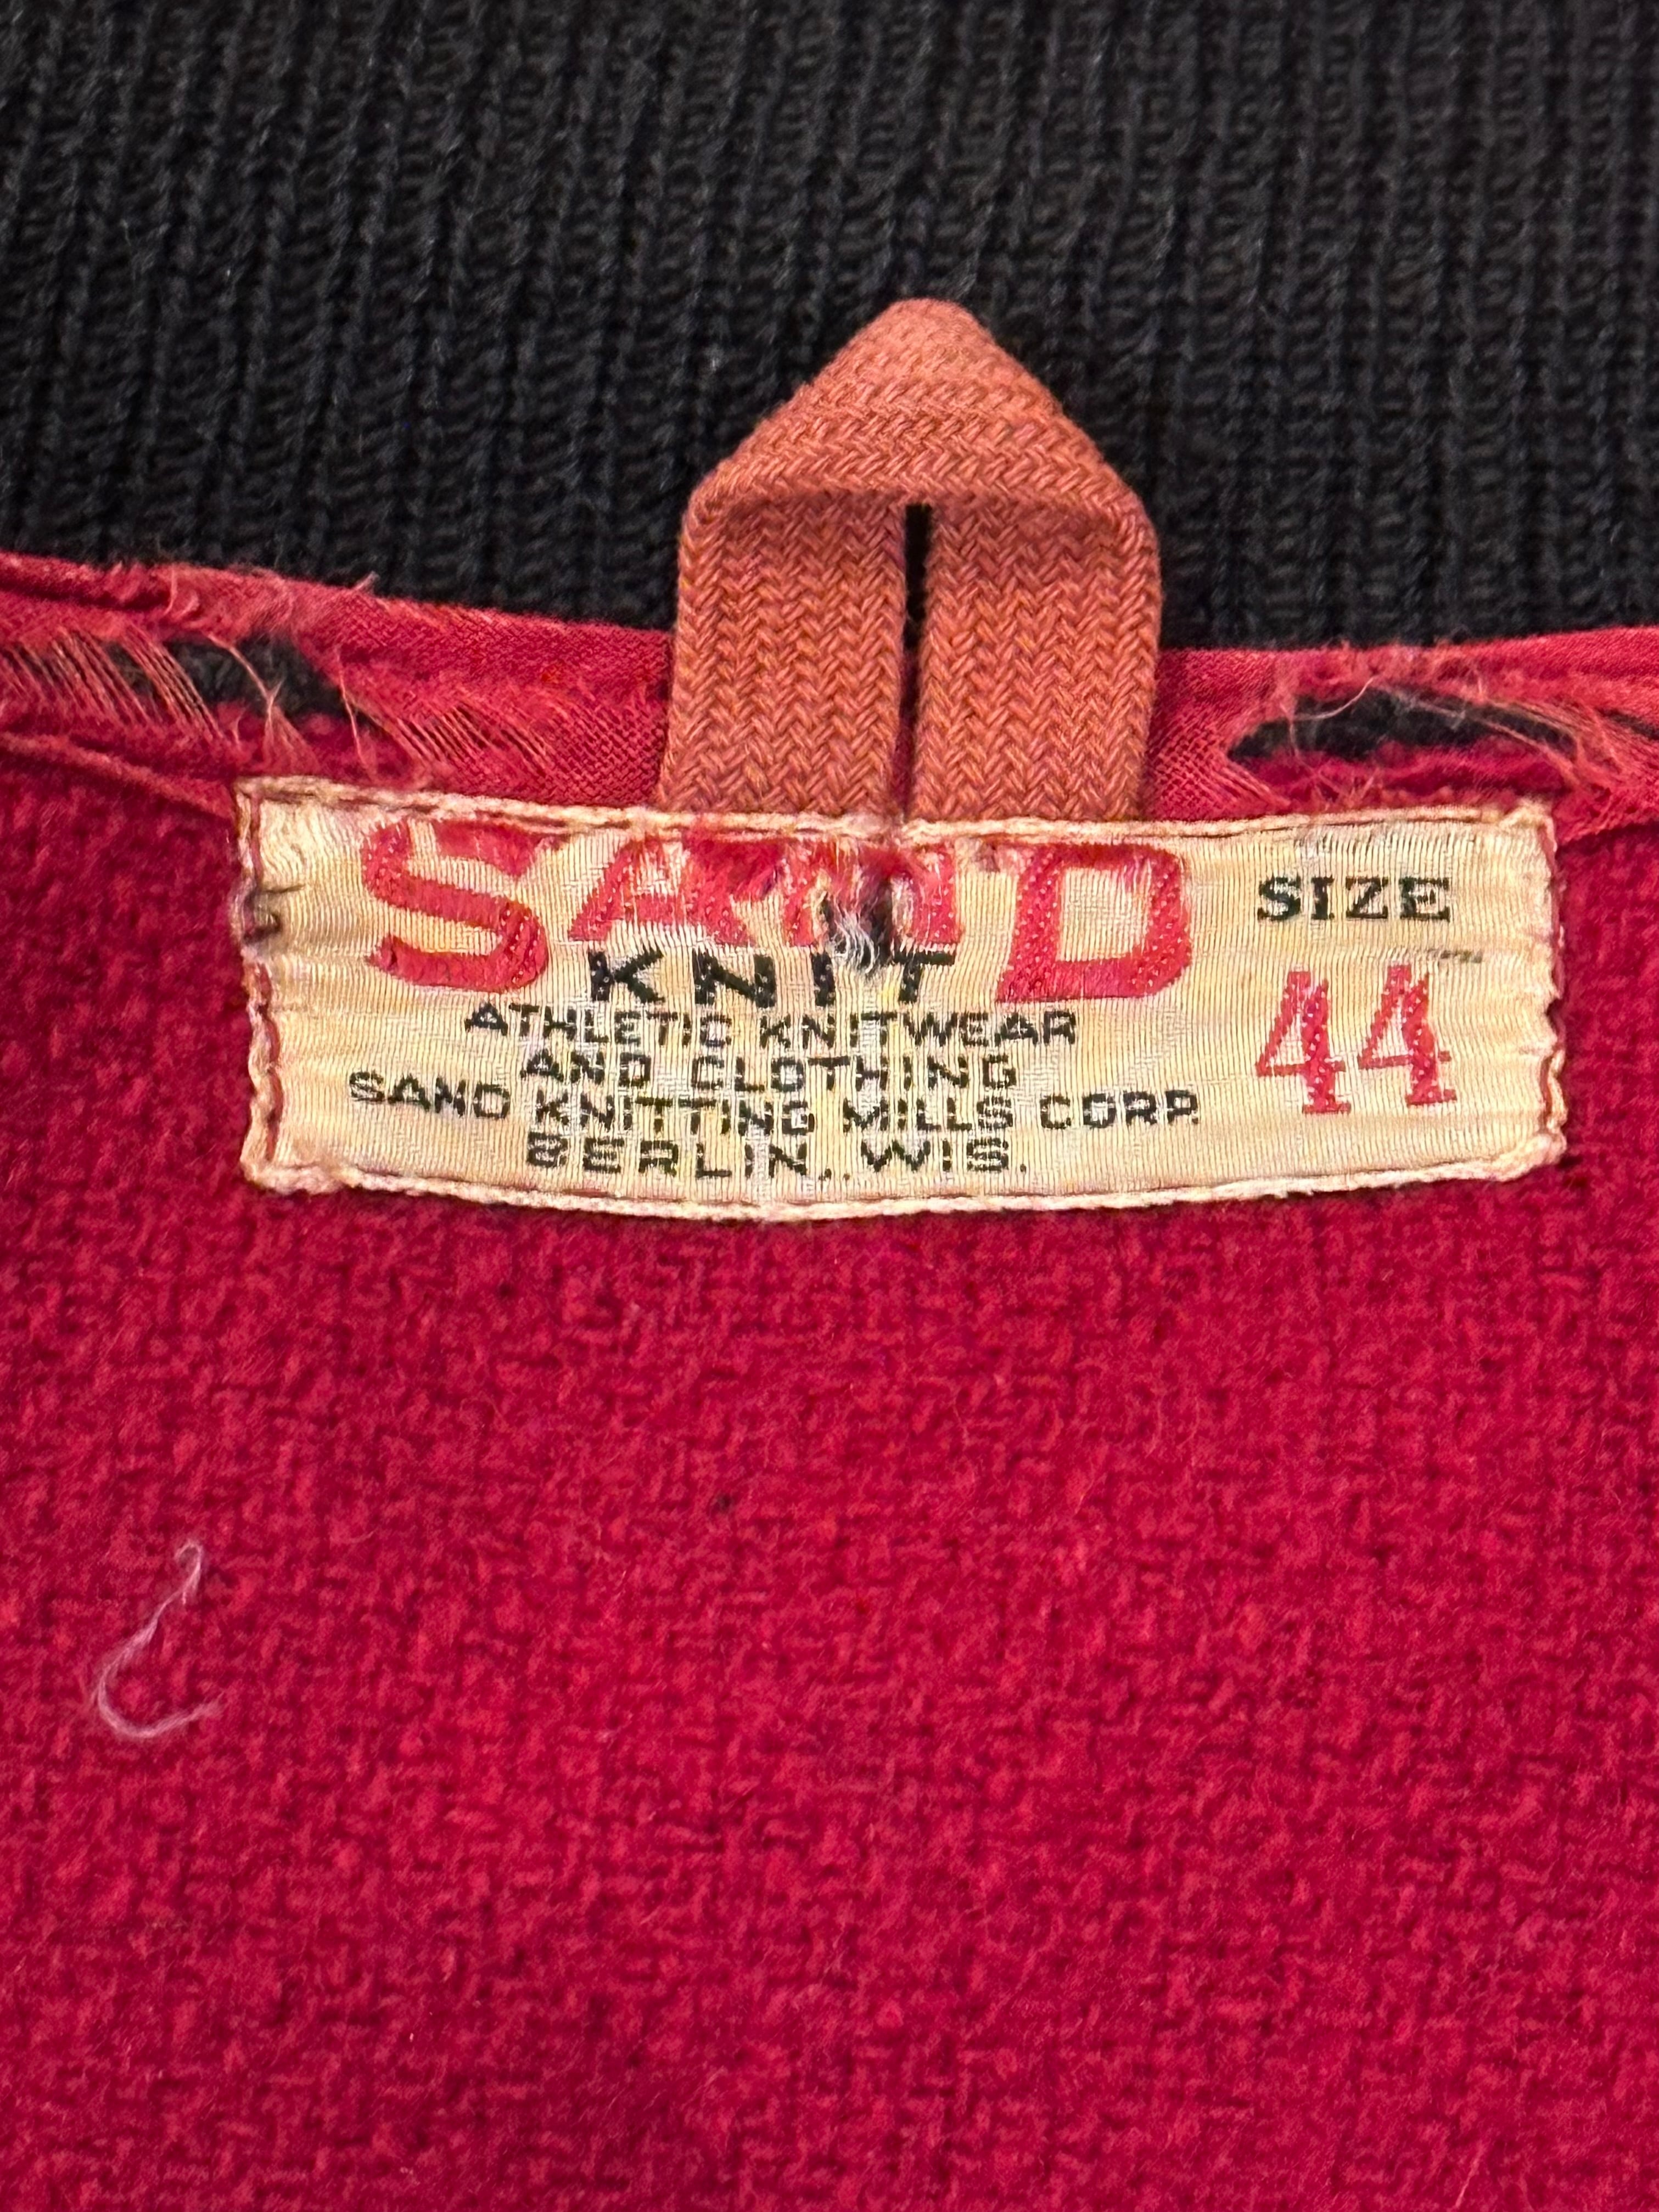 SAND
KNIT
ATHLETIC KNITWEAR
AND CLOTHING
SAND KNITTING MILLS CORP.
BERLIN, WIS.
SIZE
44